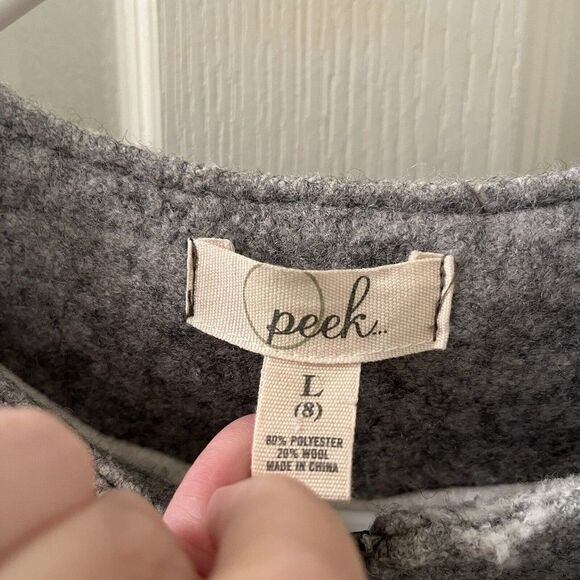 peek...
L
(8)
80% POLYESTER
20% WOOL
MADE IN CHINA